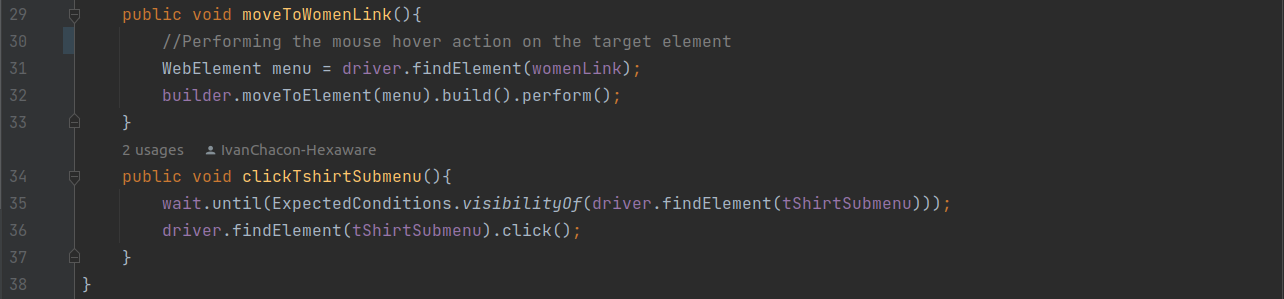 29 public void moveToWomenLink(){
30 //Performing the mouse hover action on the target element
31 WebElement menu = driver.findElement(womenLink);
32 builder.moveToElement(menu).build().perform();
33 }
2 usages IvanChacon-Hexaware
34 public void clickTshirtSubmenu(){
35 wait.until(ExpectedConditions.visibilityOf(driver.findElement(tShirtSubmenu)));
36 driver.findElement(tShirtSubmenu).click();
37 }
38 }